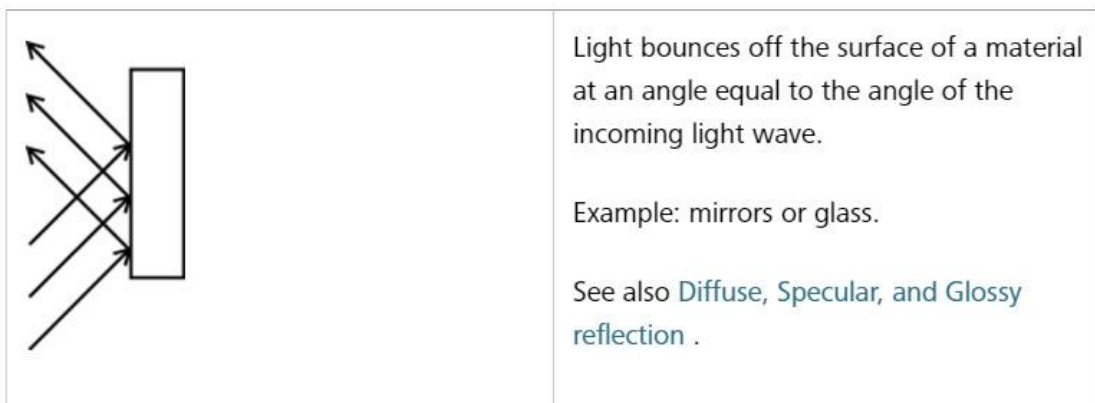 Light bounces off the surface of a material
at an angle equal to the angle of the
incoming light wave.
Example: mirrors or glass.
See also Diffuse, Specular, and Glossy
reflection .